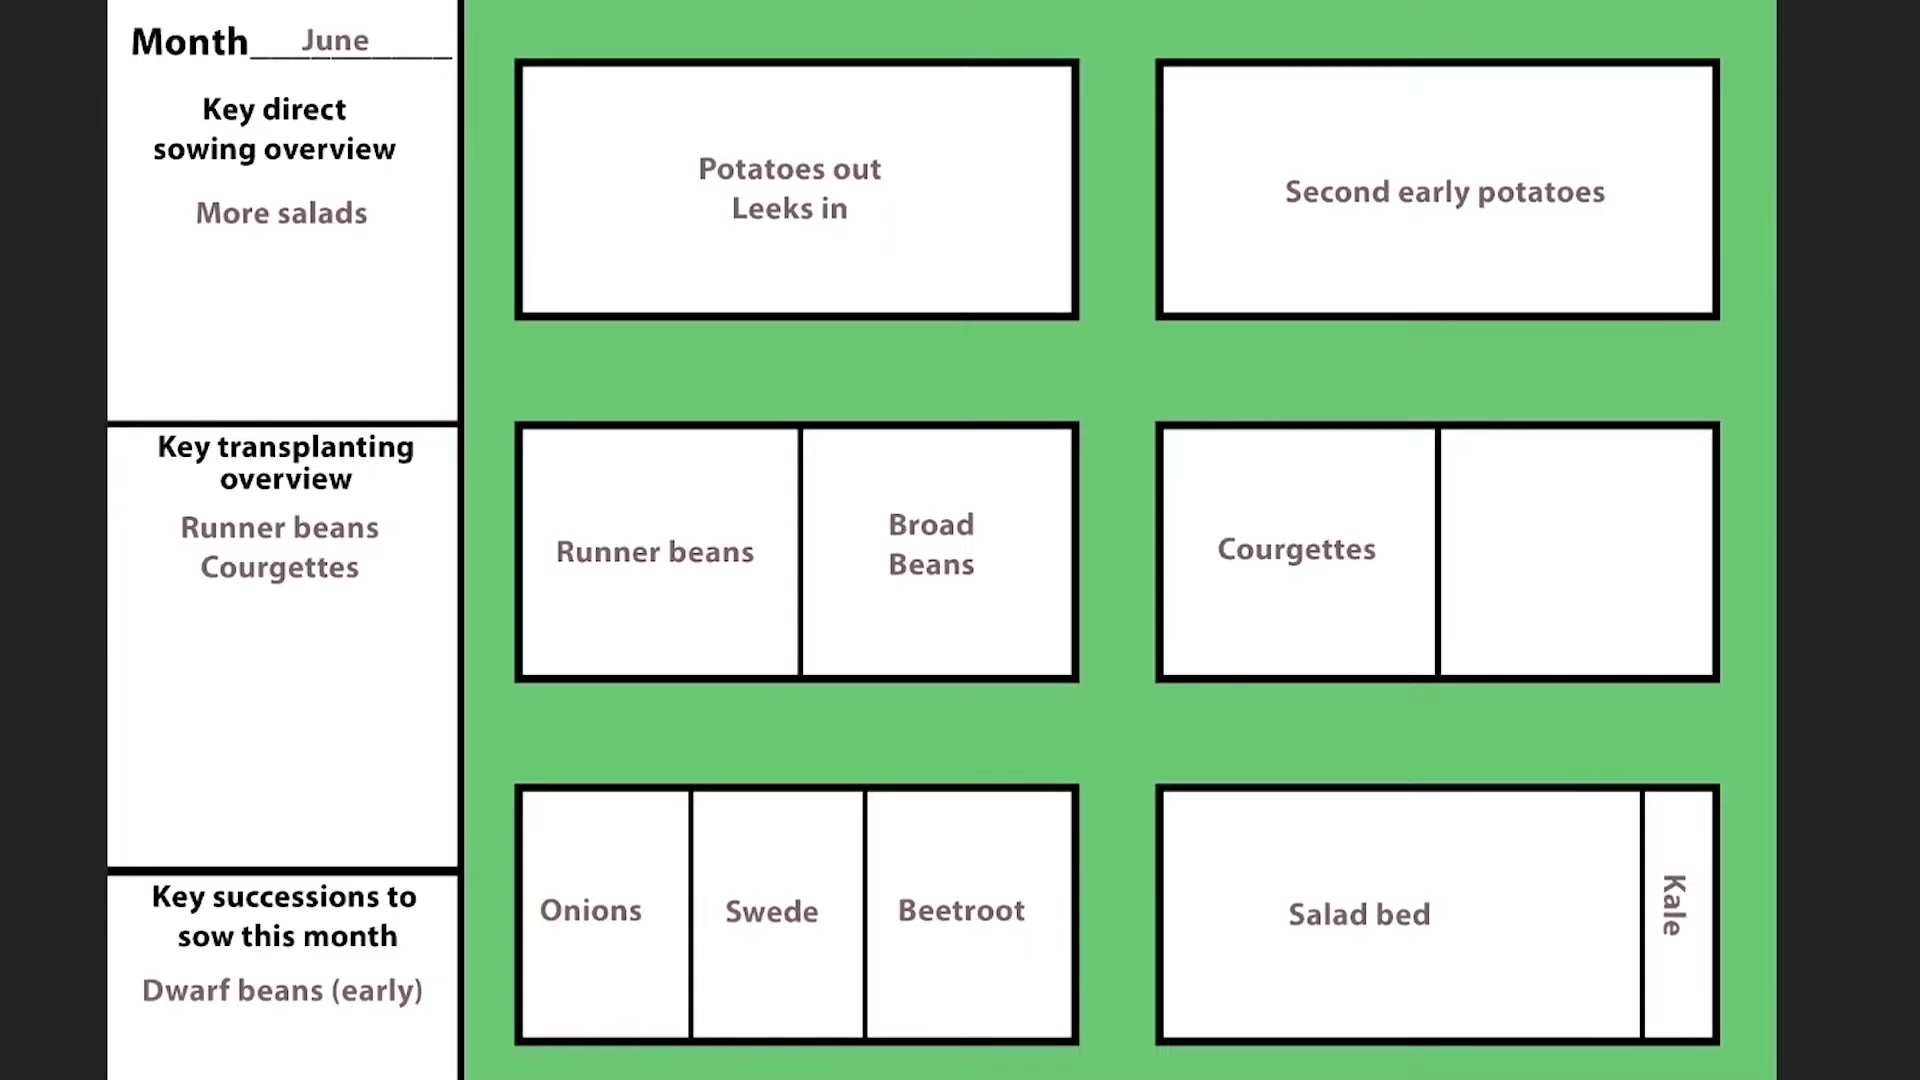 Month__________ June
Key direct
sowing overview
More salads
Key transplanting
overview
Runner beans
Courgettes
Key successions to
sow this month
Dwarf beans (early)
Potatoes out
Leeks in
Second early potatoes
Runner beans
Broad
Beans
Courgettes
Onions
Swede
Beetroot
Salad bed
Kale